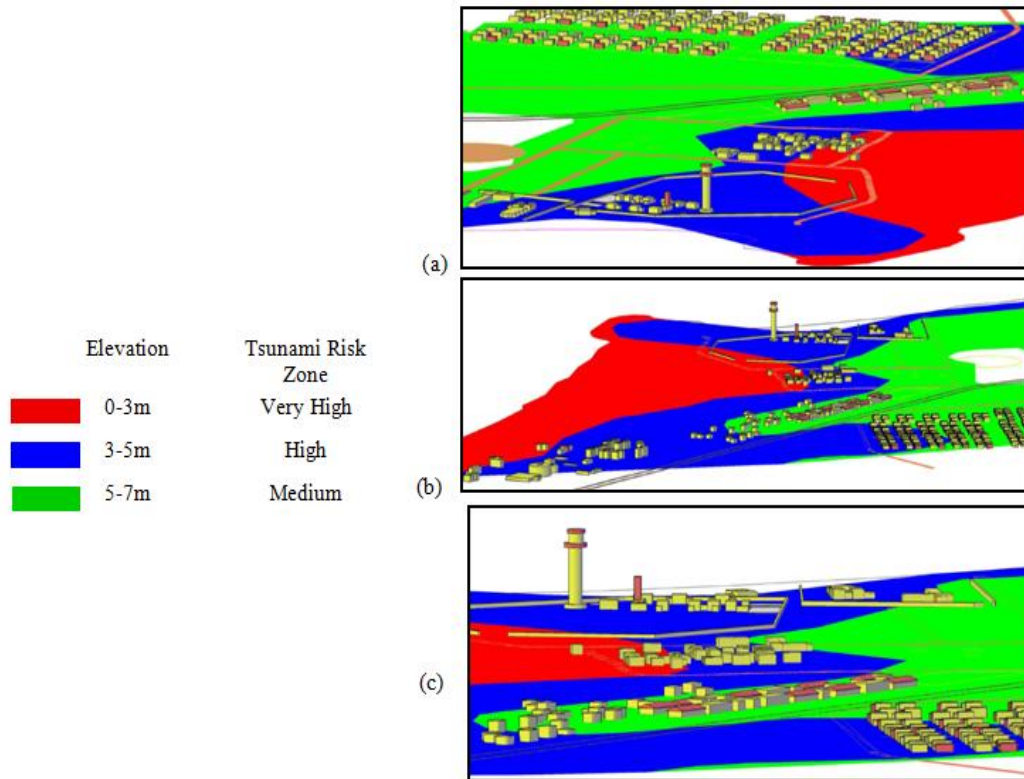 (a)
Elevation Tsunami Risk
Zone
0-3m Very High
3-5m High
5-7m Medium
(b)
(c)